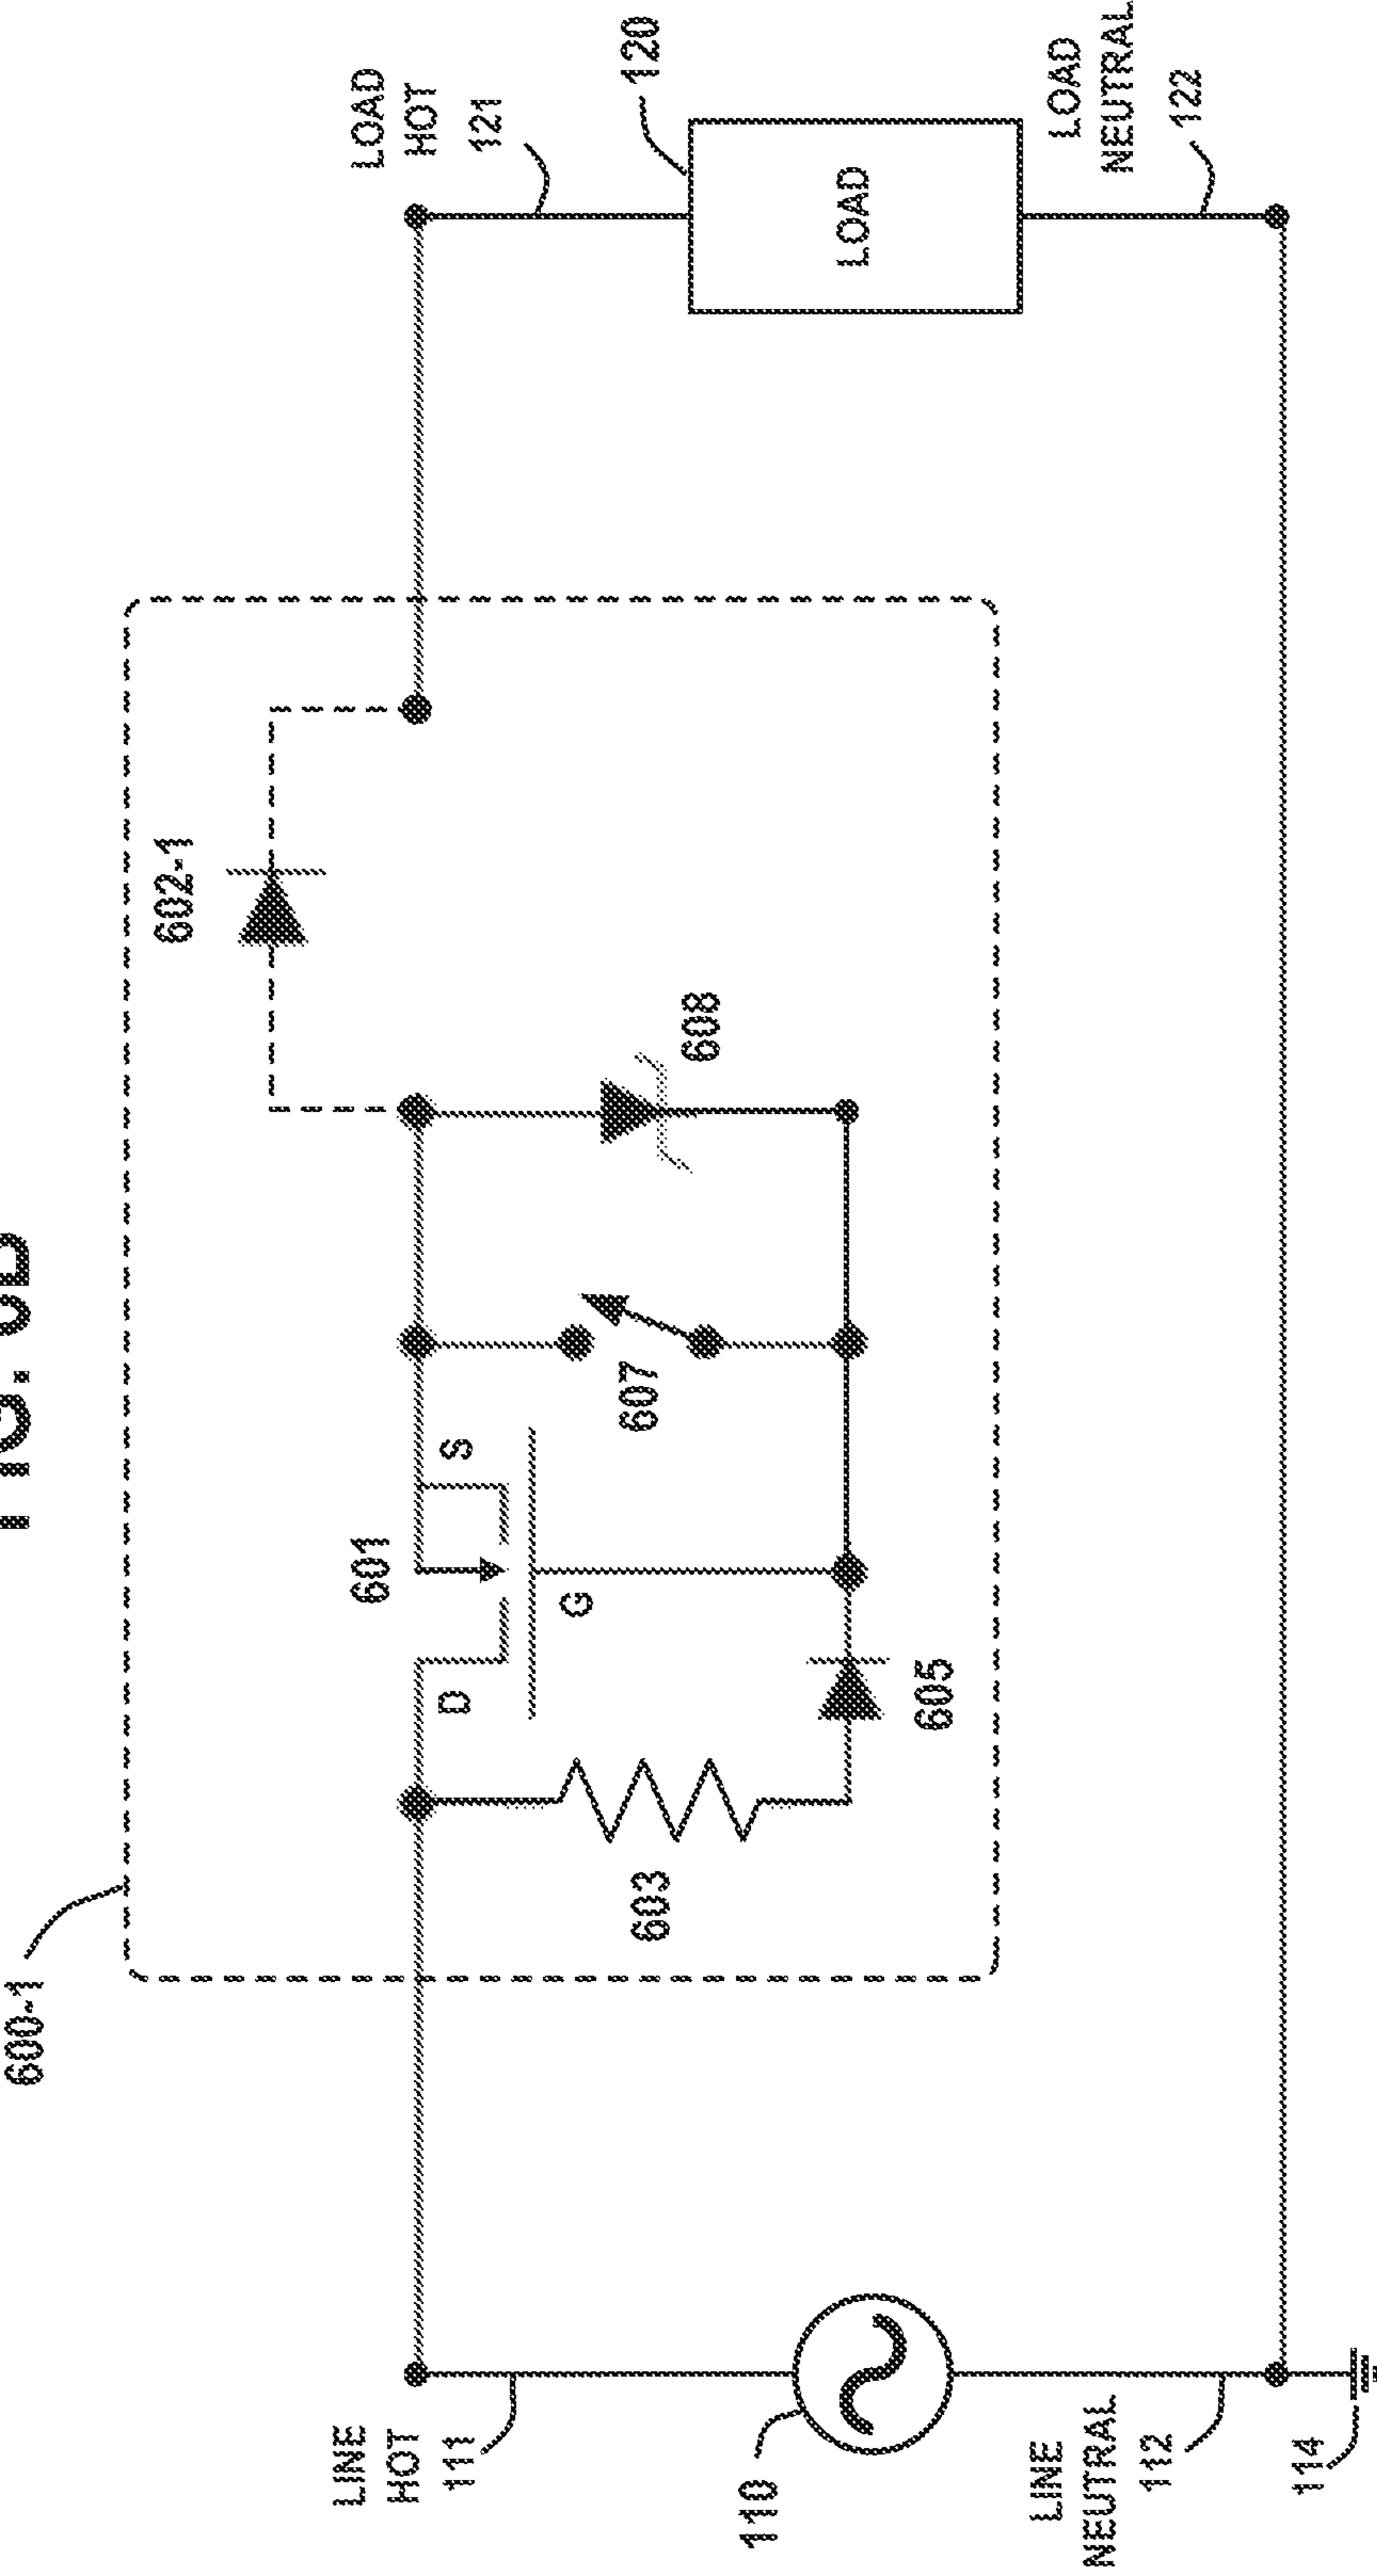 600-1
602-1
LOAD
HOT
121
120
LOAD
LOAD
NEUTRAL
122
601
D
S
G
603
605
607
608
LINE
HOT
111
110
LINE
NEUTRAL
112
114